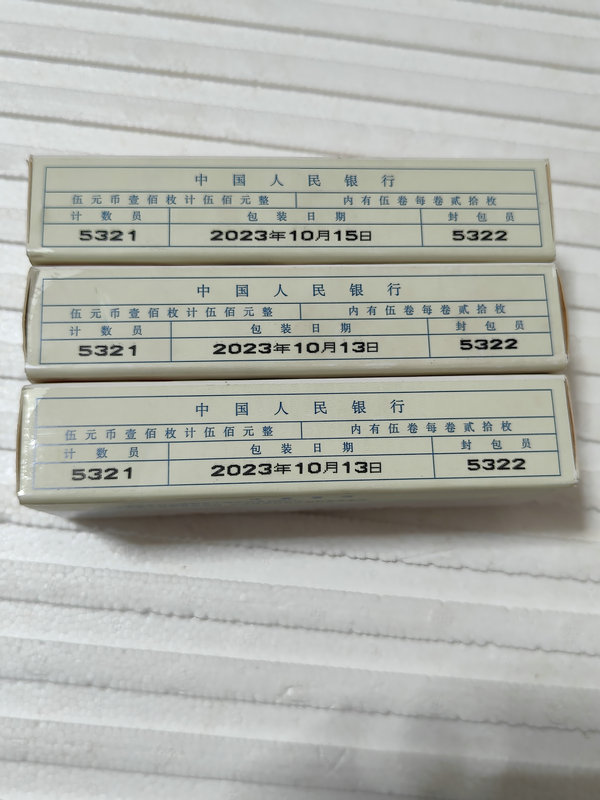 中国人民银行
伍元币壹佰枚计伍佰元整 内有伍卷每卷贰拾枚
计数员 包装日期 封包员
5321 2023年10月15日 5322
中国人民银行
伍元币壹佰枚计伍佰元整 内有伍卷每卷贰拾枚
计数员 包装日期 封包员
5321 2023年10月13日 5322
中国人民银行
伍元币壹佰枚计伍佰元整 内有伍卷每卷贰拾枚
计数员 包装日期 封包员
5321 2023年10月13日 5322